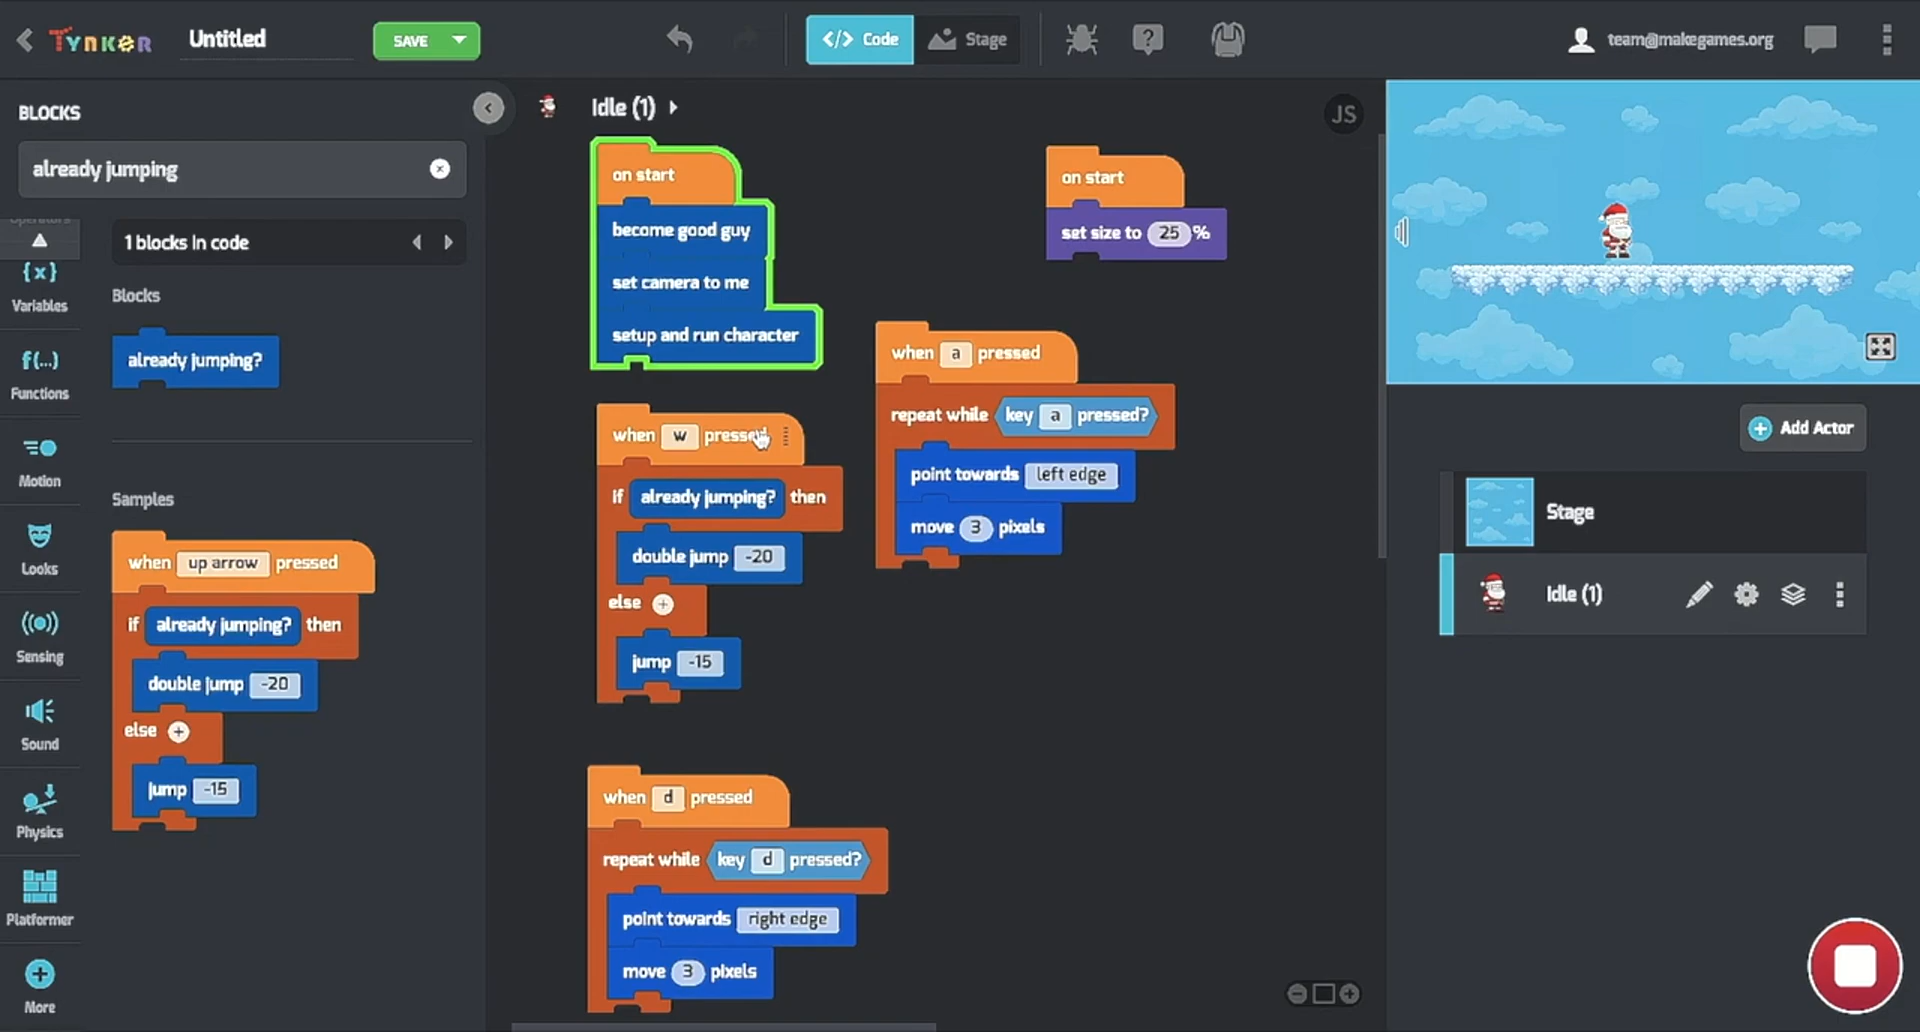 TYNKER
Untitled
SAVE
</> Code
Stage
team@makegames.org
BLOCKS
already jumping
Operators
{x}
Variables
f(...)
Functions
Motion
Looks
Sensing
Sound
Physics
Platformer
More
1 blocks in code
Blocks
already jumping?
Samples
when up arrow pressed
if already jumping? then
double jump -20
else
jump -15
Idle (1)
JS
on start
become good guy
set camera to me
setup and run character
on start
set size to 25 %
when w pressed
if already jumping? then
double jump -20
else
jump -15
when a pressed
repeat while key a pressed?
point towards left edge
move 3 pixels
when d pressed
repeat while key d pressed?
point towards right edge
move 3 pixels
Add Actor
Stage
Idle (1)